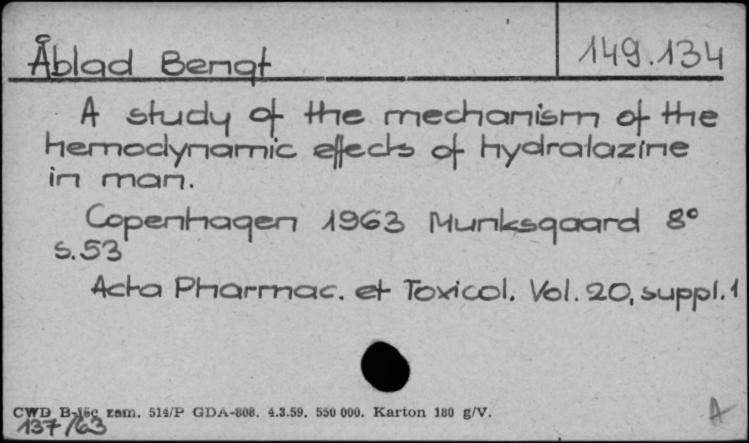 Åblad Bengt
149.134
A study of the mechanism of the
hemodynamic effects of hydralazine
in man.
Copenhagen 1963 Munksgaard 8°
s.53
Acta Pharmac. et Toxicol. Vol. 20, suppl. 1
CWD B-15c zam. 514/P GDA-808. 4.3.59. 550 000. Karton 180 g/V.
137/63
A